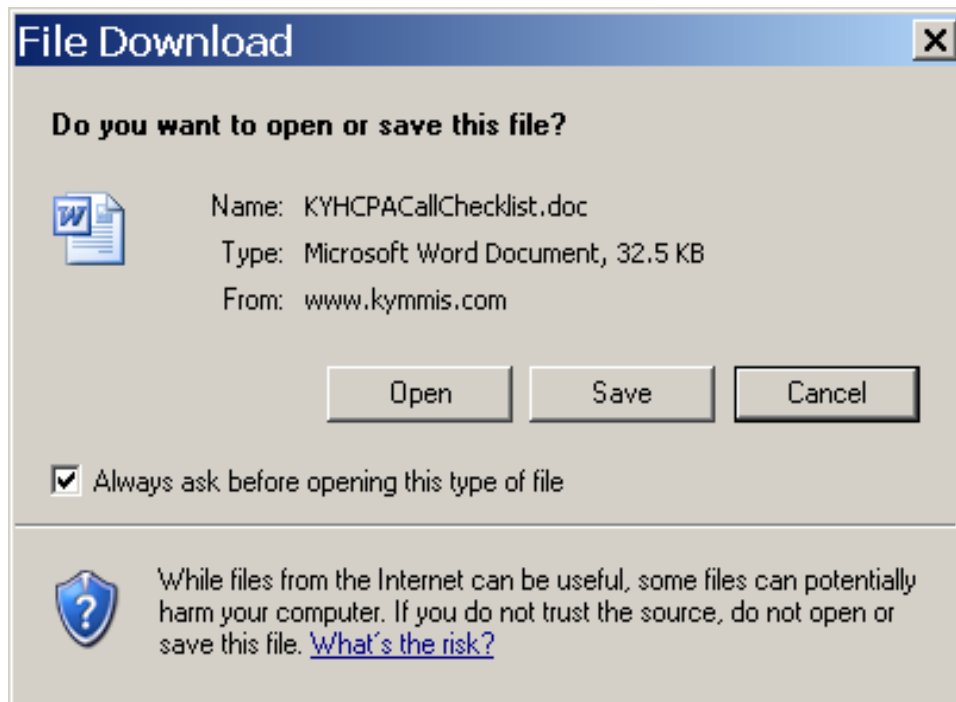 File Download
Do you want to open or save this file?
Name: KYHCPACallChecklist.doc
Type: Microsoft Word Document, 32.5 KB
From: www.kymmis.com
Open Save Cancel
Always ask before opening this type of file
While files from the Internet can be useful, some files can potentially
harm your computer. If you do not trust the source, do not open or
save this file. What's the risk?